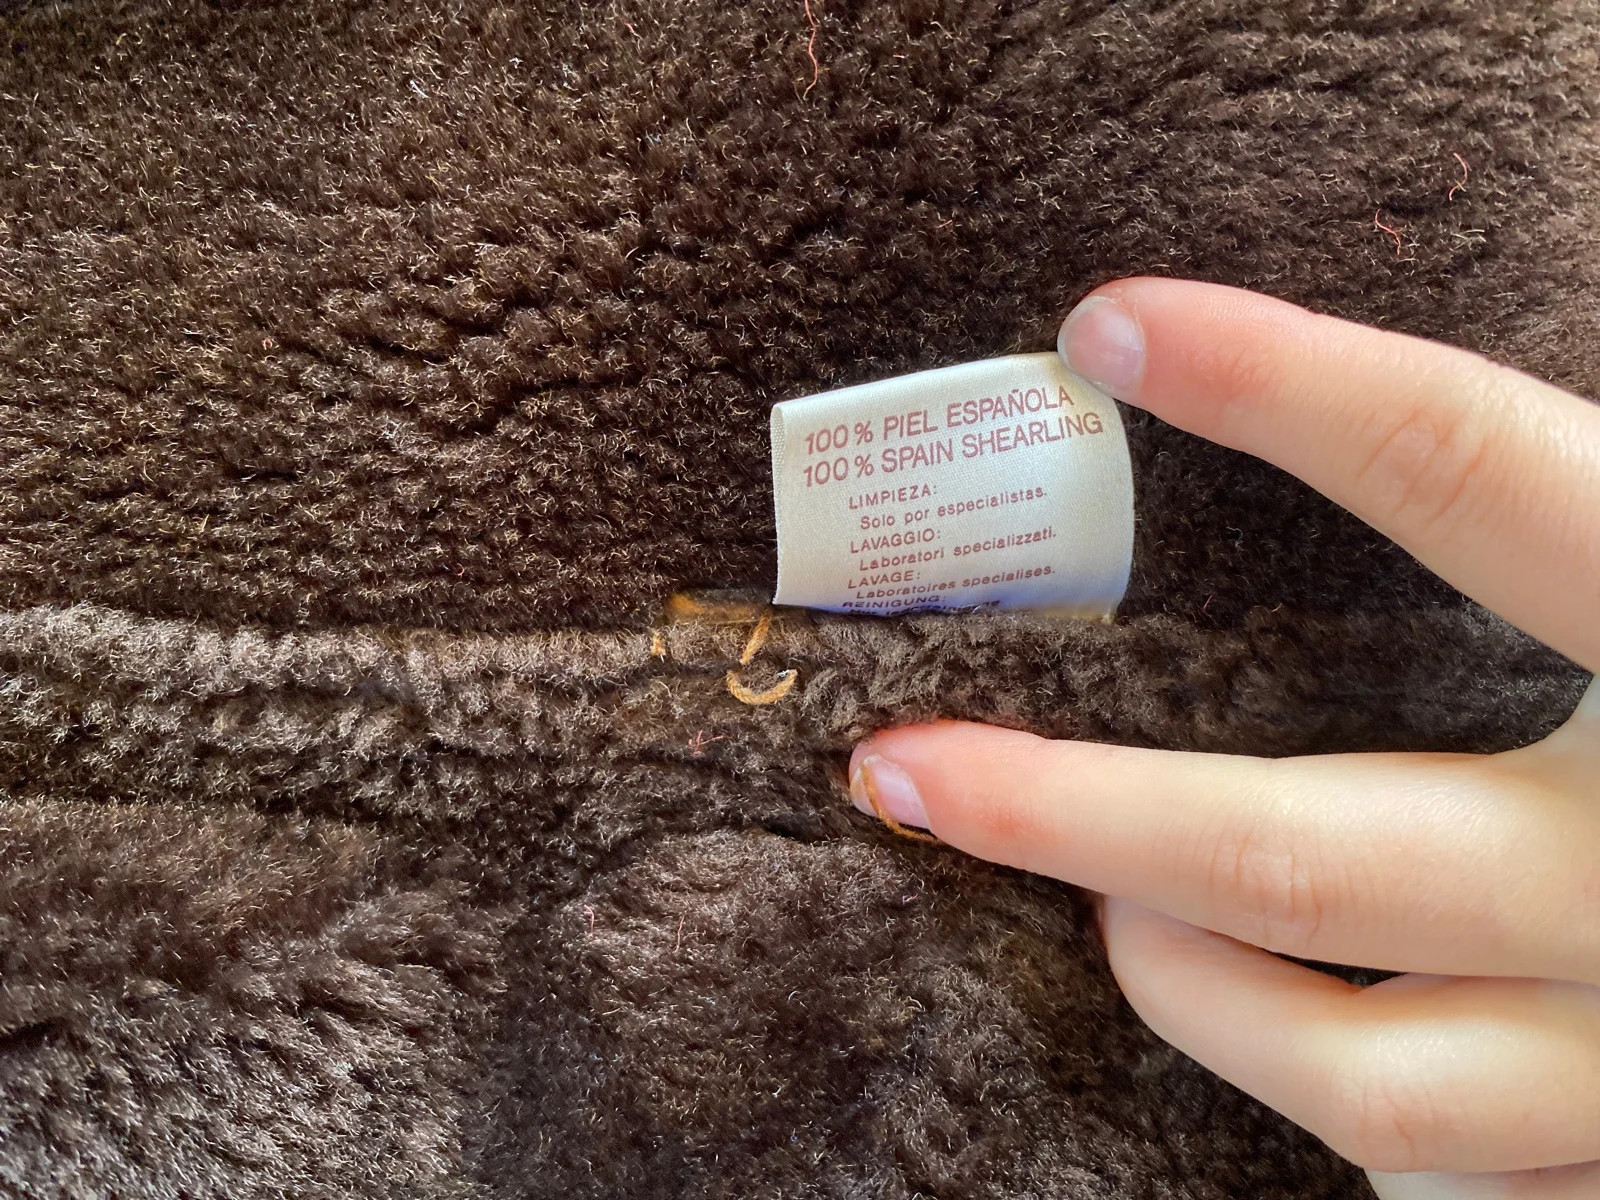 100% PIEL ESPAÑOLA
100% SPAIN SHEARLING
LIMPIEZA:
Solo por especialistas.
LAVAGGIO:
Laboratori specializzati.
LAVAGE:
Laboratoires specialises.
REINIGUNG: